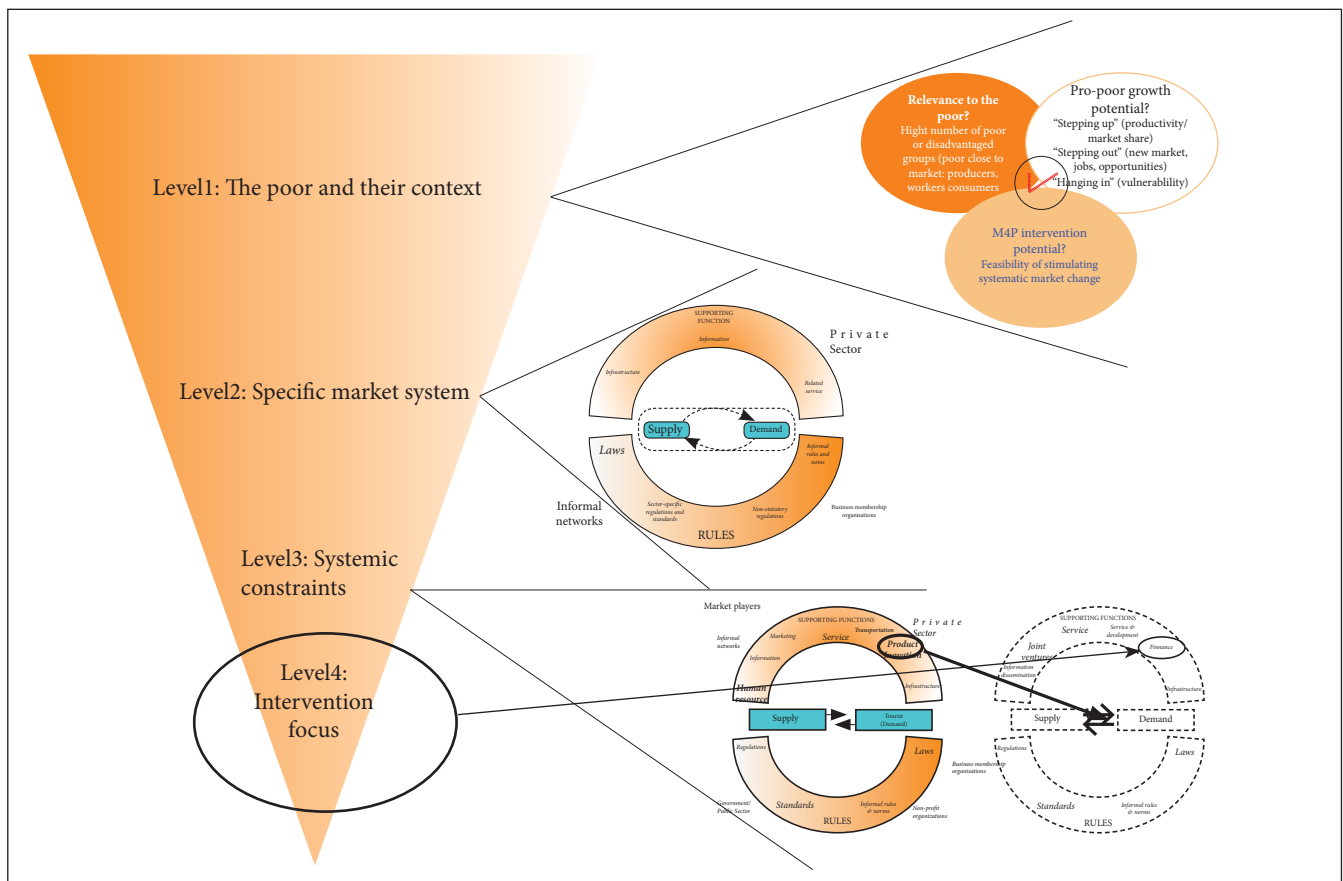 Level1: The poor and their context
Relevance to the
poor?
Hight number of poor
or disadvantaged
groups (poor close to
market: producers,
workers consumers
Pro-poor growth
potential?
“Stepping up” (productivity/
market share)
“Stepping out” (new market,
jobs, opportunities)
“Hanging in” (vulnerablility)
M4P intervention
potential?
Feasibility of stimulating
systematic market change
Level2: Specific market system
SUPPORTING
FUNCTION
Information
Infrastructure
Related
service
Private
Sector
Supply
Demand
Laws
Informal
rules and
norms
Sector-specific
regulations and
standards
Non-statutory
regulations
RULES
Informal
networks
Business membership
organisations
Level3: Systemic
constraints
Market players
SUPPORTING FUNCTIONS
Private
Sector
Informal
networks
Marketing
Service
Transportation
Product
Inovation
Information
Human
resource
Infrastructure
Supply
Tourist
(Demand)
Regulations
Laws
Business membership
organisations
Government/
Public Sector
Standards
Informal rules
& norms
Non-profit
organizations
RULES
SUPPORTING FUNCTIONS
Service
Service &
development
Joint
ventures
Finnance
Information
dissemination
Infrastructure
Supply
Demand
Regulations
Laws
Standards
Informal rules
& norms
RULES
Level4:
Intervention
focus